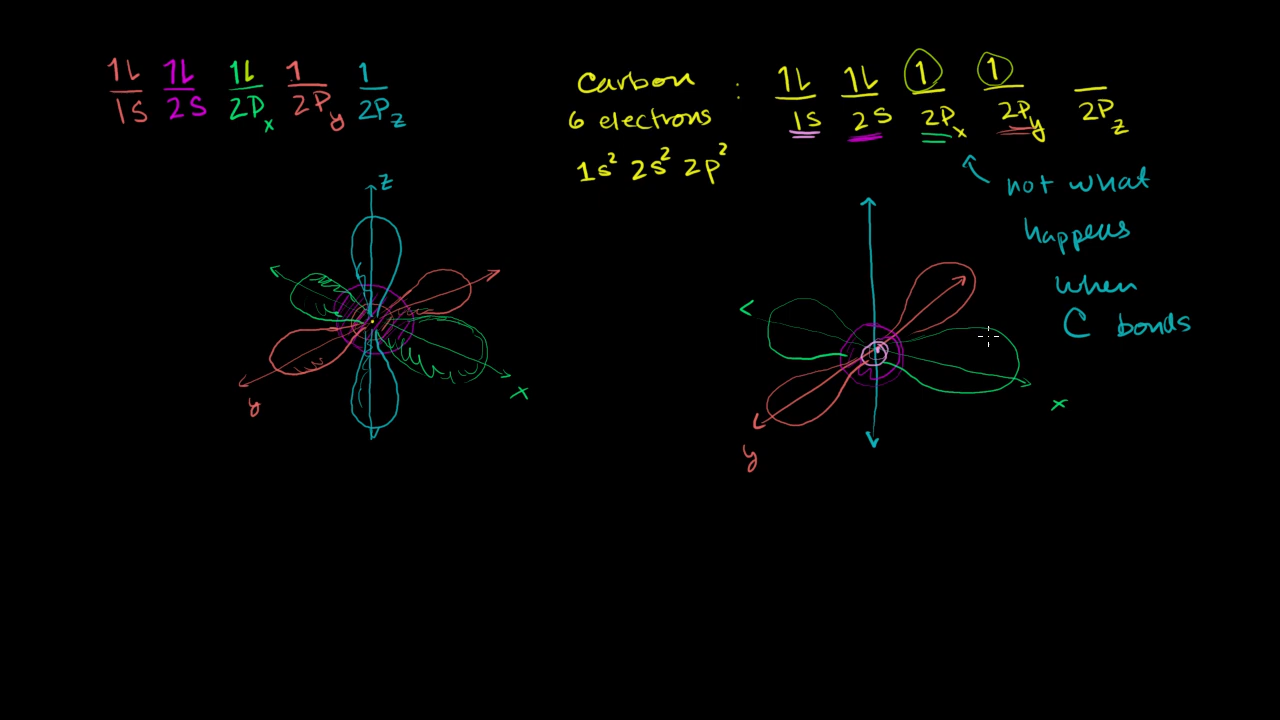 1L 1L 1L 1 1
1S 2S 2Px 2Py 2Pz
Carbon : 1L 1L 1 1
1S 2S 2Px 2Py 2Pz
6 electrons
1s² 2s² 2p²
not what
happens
when
C bonds
z
y
x
y
x